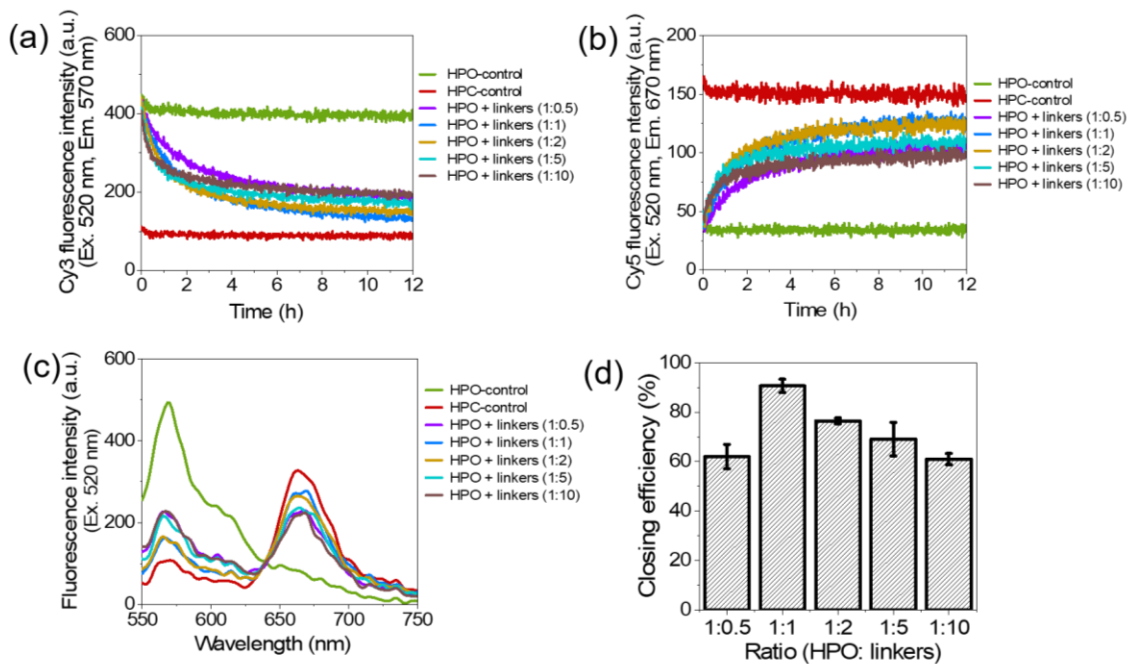 (a)
Cy3 fluorescence intensity (a.u.)
(Ex. 520 nm, Em. 570 nm)
600
400
200
0
0 2 4 6 8 10 12
Time (h)
HPO-control
HPC-control
HPO + linkers (1:0.5)
HPO + linkers (1:1)
HPO + linkers (1:2)
HPO + linkers (1:5)
HPO + linkers (1:10)
(b)
Cy5 fluorescence ntensity (a.u.)
(Ex. 520 nm, Em. 670 nm)
200
150
100
50
0
0 2 4 6 8 10 12
Time (h)
HPO-control
HPC-control
HPO + linkers (1:0.5)
HPO + linkers (1:1)
HPO + linkers (1:2)
HPO + linkers (1:5)
HPO + linkers (1:10)
(c)
Fluorescence intensity (a.u.)
(Ex. 520 nm)
600
400
200
0
550 600 650 700 750
Wavelength (nm)
HPO-control
HPC-control
HPO + linkers (1:0.5)
HPO + linkers (1:1)
HPO + linkers (1:2)
HPO + linkers (1:5)
HPO + linkers (1:10)
(d)
Closing efficiency (%)
100
80
60
40
20
0
1:0.5 1:1 1:2 1:5 1:10
Ratio (HPO: linkers)